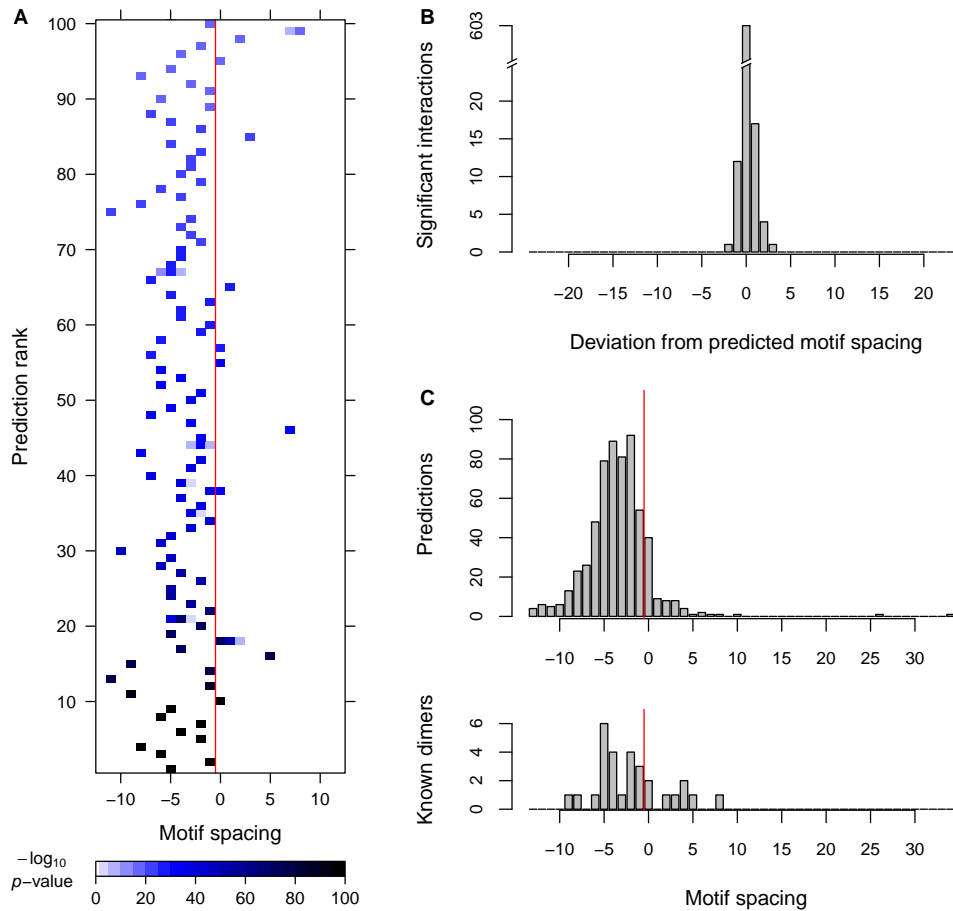 A
100
90
80
70
60
50
40
30
20
10
Prediction rank
−10 −5 0 5 10
Motif spacing
−log10
p−value
0 20 40 60 80 100
B
603
20
15
10
5
0
Significant interactions
−20 −15 −10 −5 0 5 10 15 20
Deviation from predicted motif spacing
C
100
80
60
40
20
0
Predictions
−10 −5 0 5 10 15 20 25 30
6
4
2
0
Known dimers
−10 −5 0 5 10 15 20 25 30
Motif spacing